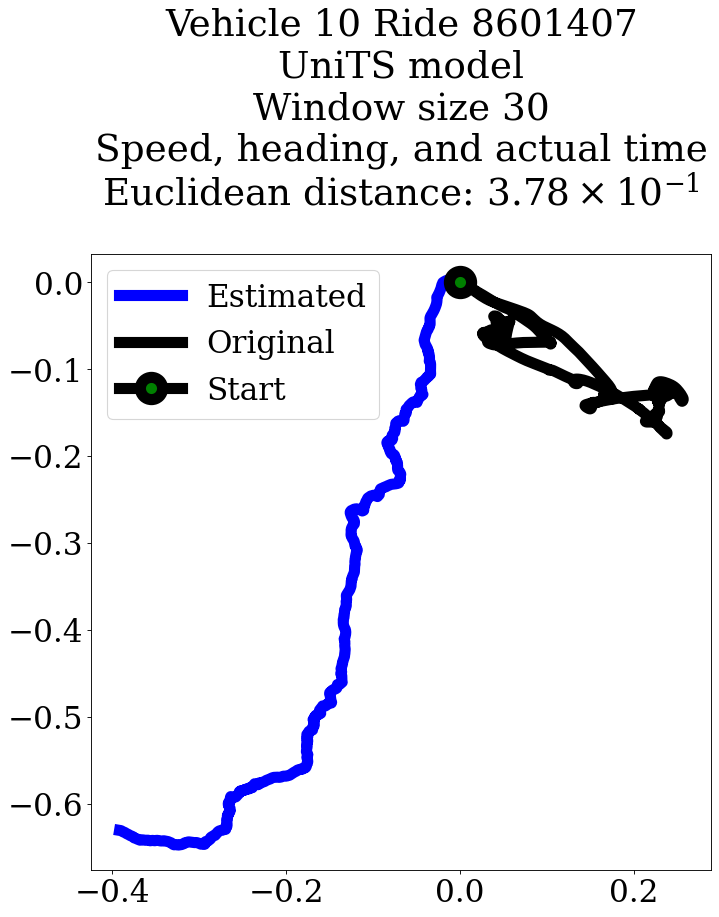 Vehicle 10 Ride 8601407
UniTS model
Window size 30
Speed, heading, and actual time
Euclidean distance: 3.78 × 10⁻¹
Estimated
Original
Start
0.0
−0.1
−0.2
−0.3
−0.4
−0.5
−0.6
−0.4 −0.2 0.0 0.2